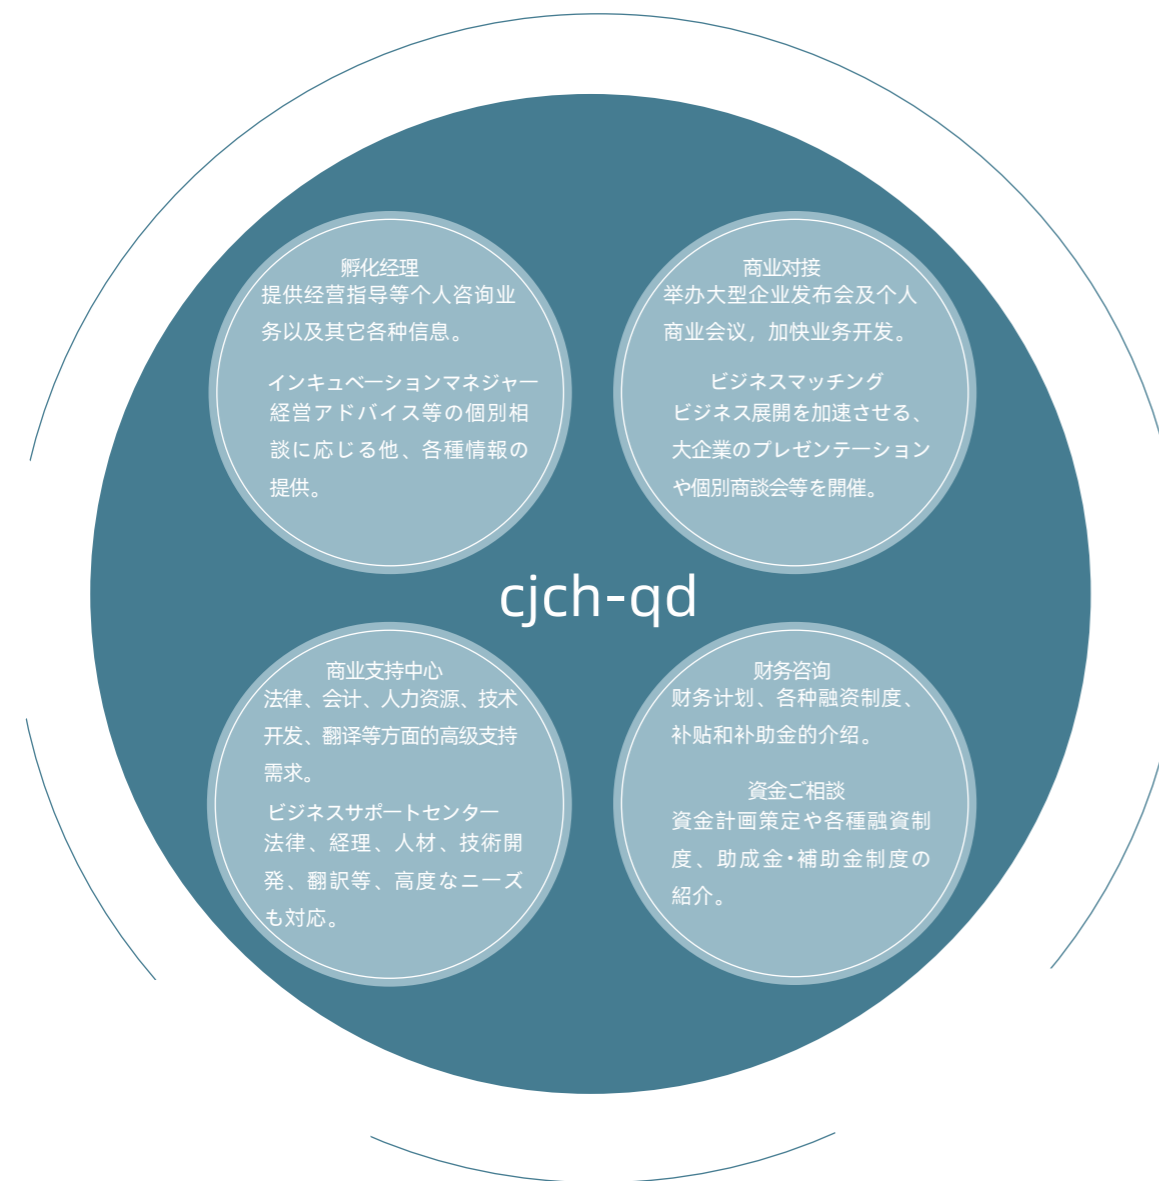 孵化经理
提供经营指导等个人咨询业
务以及其它各种信息。
インキュベーションマネジャー
経営アドバイス等の個別相
談に応じる他、各種情報の
提供。
商业对接
举办大型企业发布会及个人
商业会议，加快业务开发。
ビジネスマッチング
ビジネス展開を加速させる、
大企業のプレゼンテーション
や個別商談会等を開催。
cjch-qd
商业支持中心
法律、会计、人力资源、技术
开发、翻译等方面的高级支持
需求。
ビジネスサポートセンター
法律、経理、人材、技術開
発、翻訳等、高度なニーズ
も対応。
财务咨询
财务计划、各种融资制度、
补贴和补助金的介绍。
資金ご相談
資金計画策定や各種融資制
度、助成金・補助金制度の
紹介。